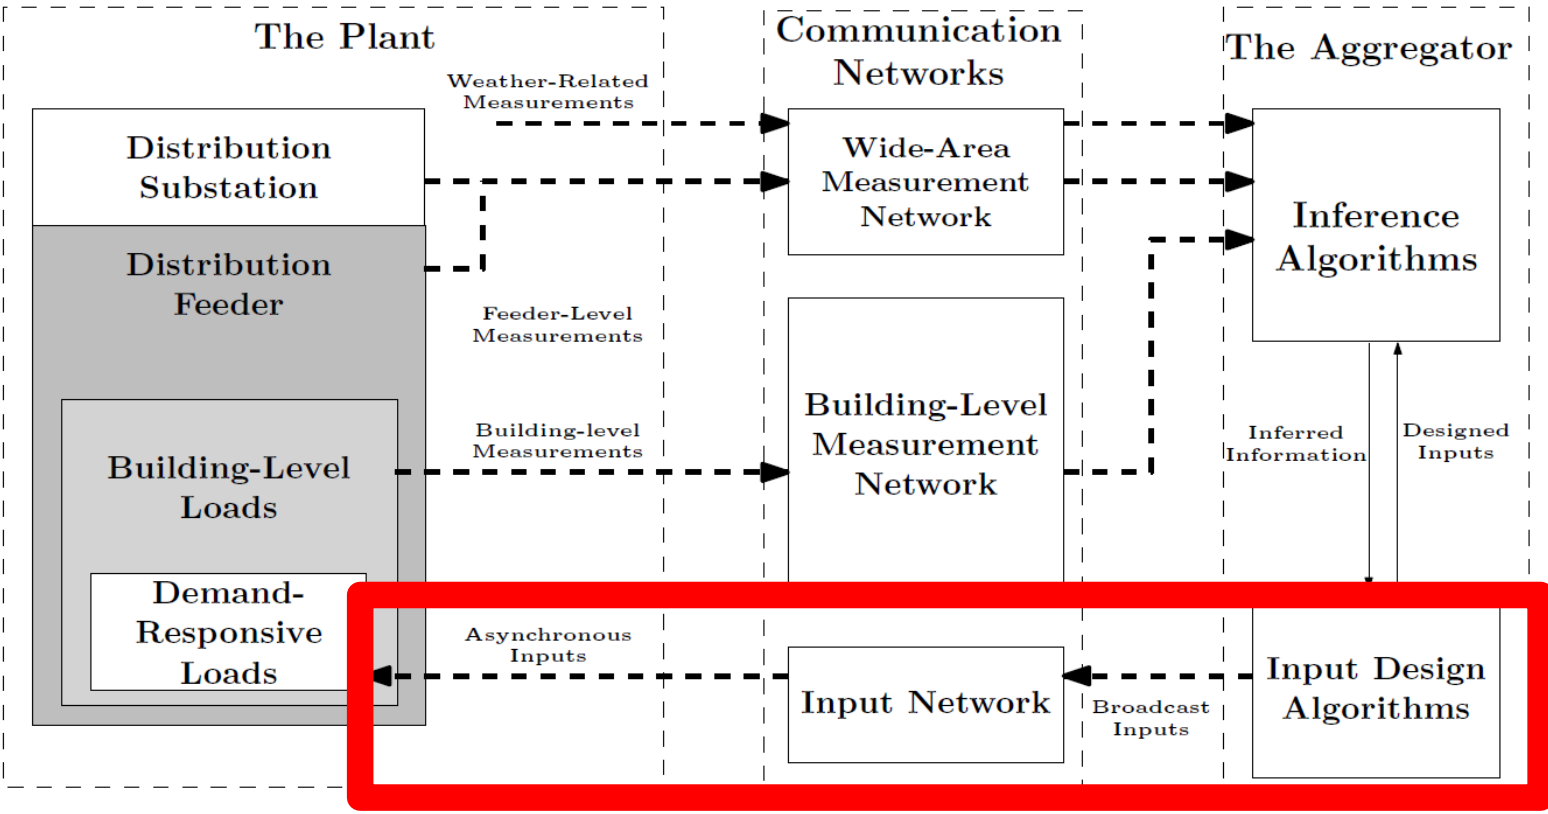 The Plant
Weather-Related
Measurements
Distribution
Substation
Distribution
Feeder
Feeder-Level
Measurements
Building-level
Measurements
Building-Level
Loads
Demand-
Responsive
Loads
Asynchronous
Inputs
Communication
Networks
Wide-Area
Measurement
Network
Building-Level
Measurement
Network
Input Network
Broadcast
Inputs
The Aggregator
Inference
Algorithms
Inferred
Information
Designed
Inputs
Input Design
Algorithms